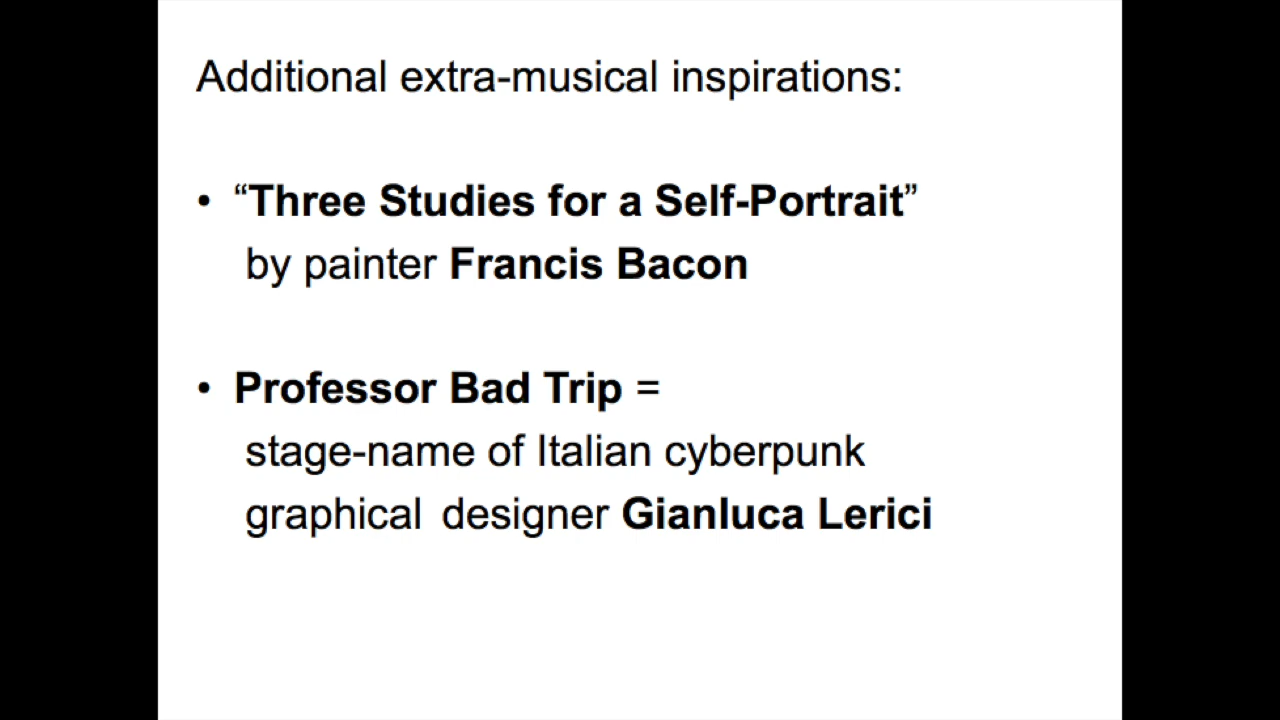 Additional extra-musical inspirations:
• “Three Studies for a Self-Portrait”
by painter Francis Bacon
• Professor Bad Trip =
stage-name of Italian cyberpunk
graphical designer Gianluca Lerici